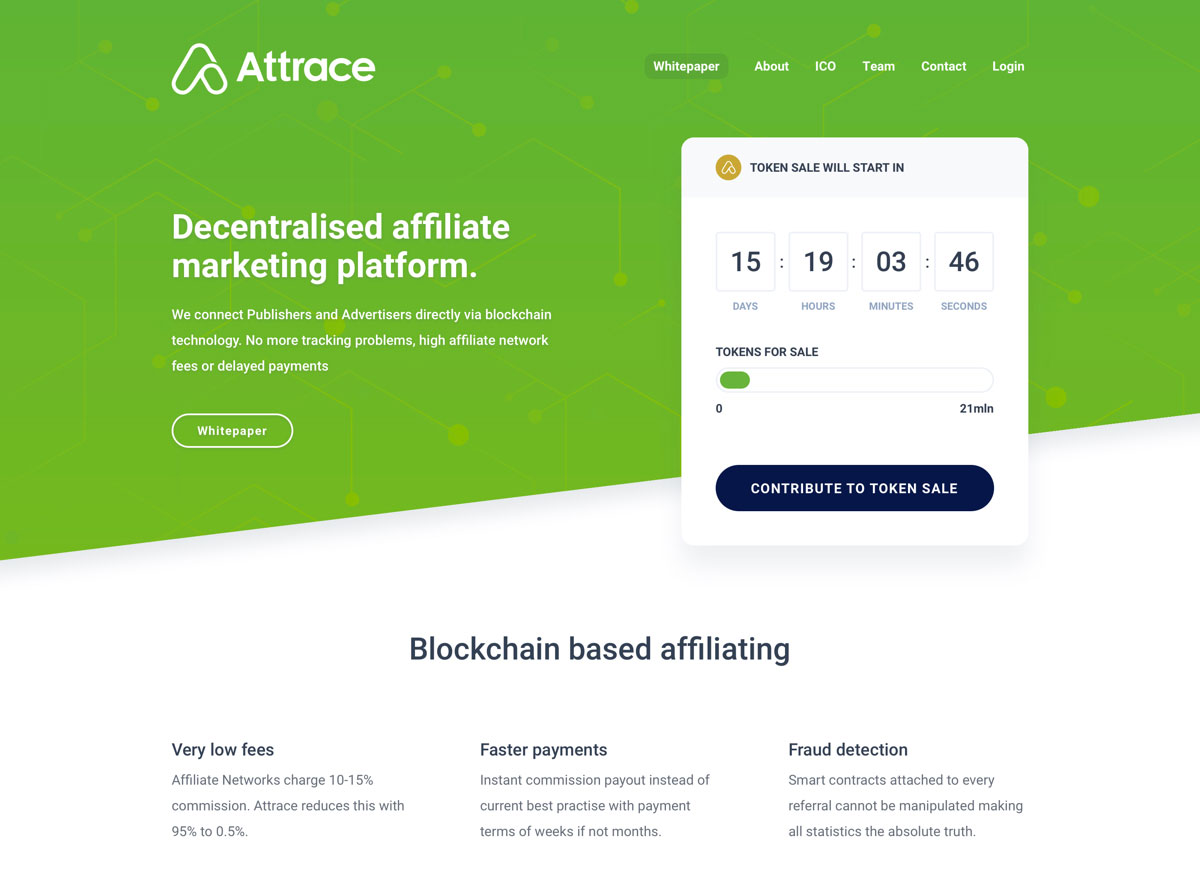 Attrace
Whitepaper
About
ICO
Team
Contact
Login
Decentralised affiliate
marketing platform.
We connect Publishers and Advertisers directly via blockchain
technology. No more tracking problems, high affiliate network
fees or delayed payments
Whitepaper
TOKEN SALE WILL START IN
15 : 19 : 03 : 46
DAYS HOURS MINUTES SECONDS
TOKENS FOR SALE
0 21mln
CONTRIBUTE TO TOKEN SALE
Blockchain based affiliating
Very low fees
Affiliate Networks charge 10-15%
commission. Attrace reduces this with
95% to 0.5%.
Faster payments
Instant commission payout instead of
current best practise with payment
terms of weeks if not months.
Fraud detection
Smart contracts attached to every
referral cannot be manipulated making
all statistics the absolute truth.